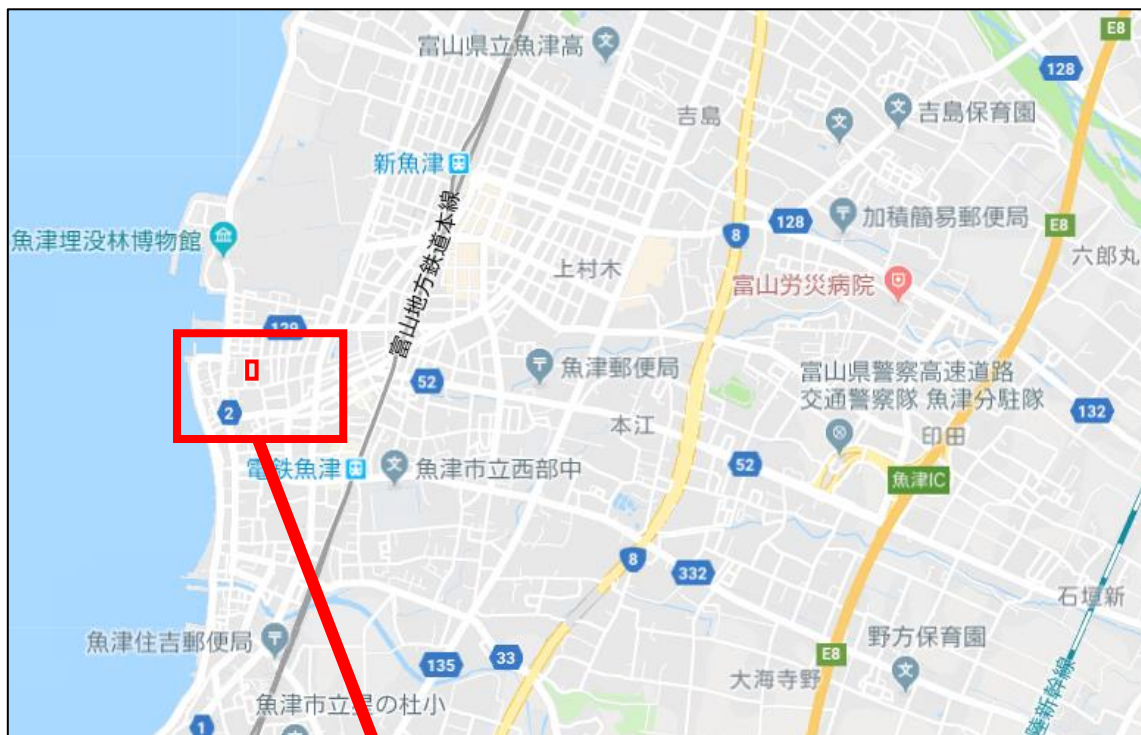 E8
富山県立魚津高
128
吉島
吉島保育園
新魚津
128
加積簡易郵便局
E8
魚津埋没林博物館
8
六郎丸
上村木
富山労災病院
富山地方鉄道本線
129
魚津郵便局
富山県警察高速道路
交通警察隊 魚津分駐隊
52
2
132
本江
印田
電鉄魚津
魚津市立西部中
52
魚津IC
8
332
石垣新
魚津住吉郵便局
野方保育園
135
33
E8
大海寺野
魚津市立星の杜小
陸新幹線
1